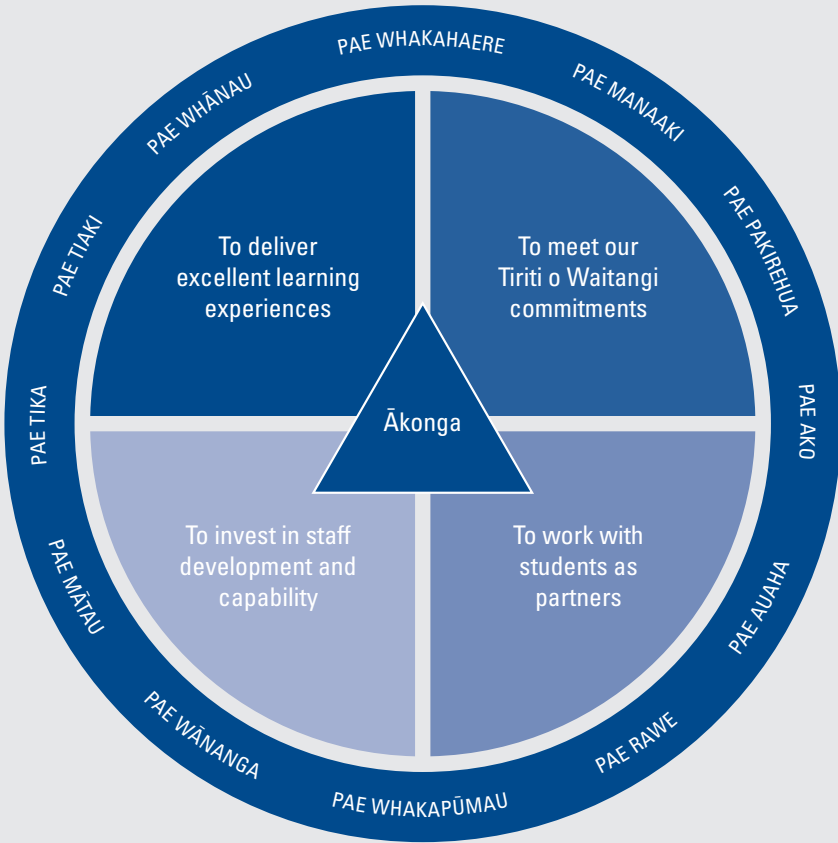 PAE WHAKAHAERE
PAE MANAAKI
PAE PAKIREHUA
PAE AKO
PAE AUAHA
PAE RAWE
PAE WHAKAPŪMAU
PAE WĀNANGA
PAE MĀTAU
PAE TIKA
PAE TIAKI
PAE WHĀNAU
To deliver
excellent learning
experiences
To meet our
Tiriti o Waitangi
commitments
Ākonga
To invest in staff
development and
capability
To work with
students as
partners